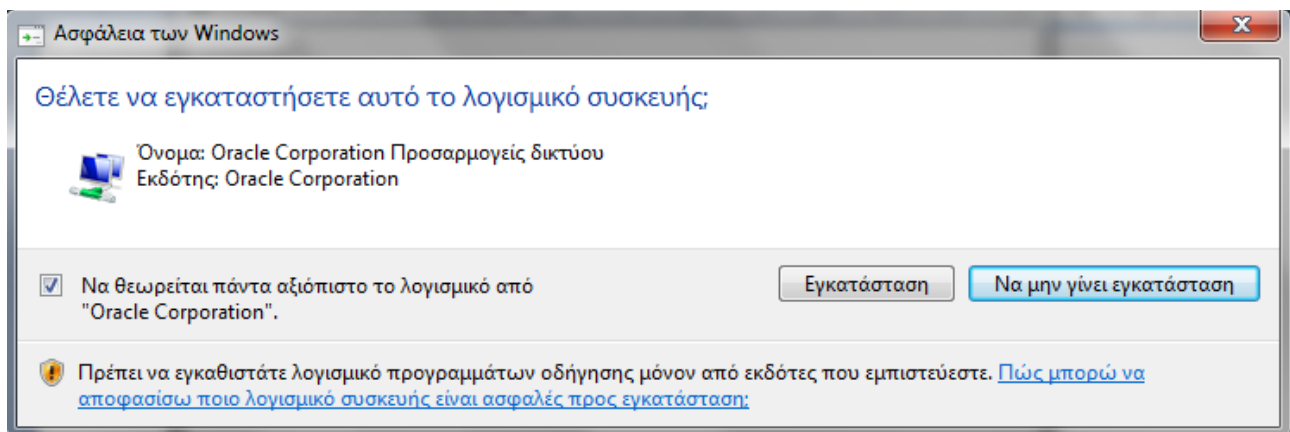 Ασφάλεια των Windows
Θέλετε να εγκαταστήσετε αυτό το λογισμικό συσκευής;
Όνομα: Oracle Corporation Προσαρμογείς δικτύου
Εκδότης: Oracle Corporation
Να θεωρείται πάντα αξιόπιστο το λογισμικό από
"Oracle Corporation".
Εγκατάσταση
Να μην γίνει εγκατάσταση
Πρέπει να εγκαθιστάτε λογισμικό προγραμμάτων οδήγησης μόνον από εκδότες που εμπιστεύεστε. Πώς μπορώ να
αποφασίσω ποιο λογισμικό συσκευής είναι ασφαλές προς εγκατάσταση;